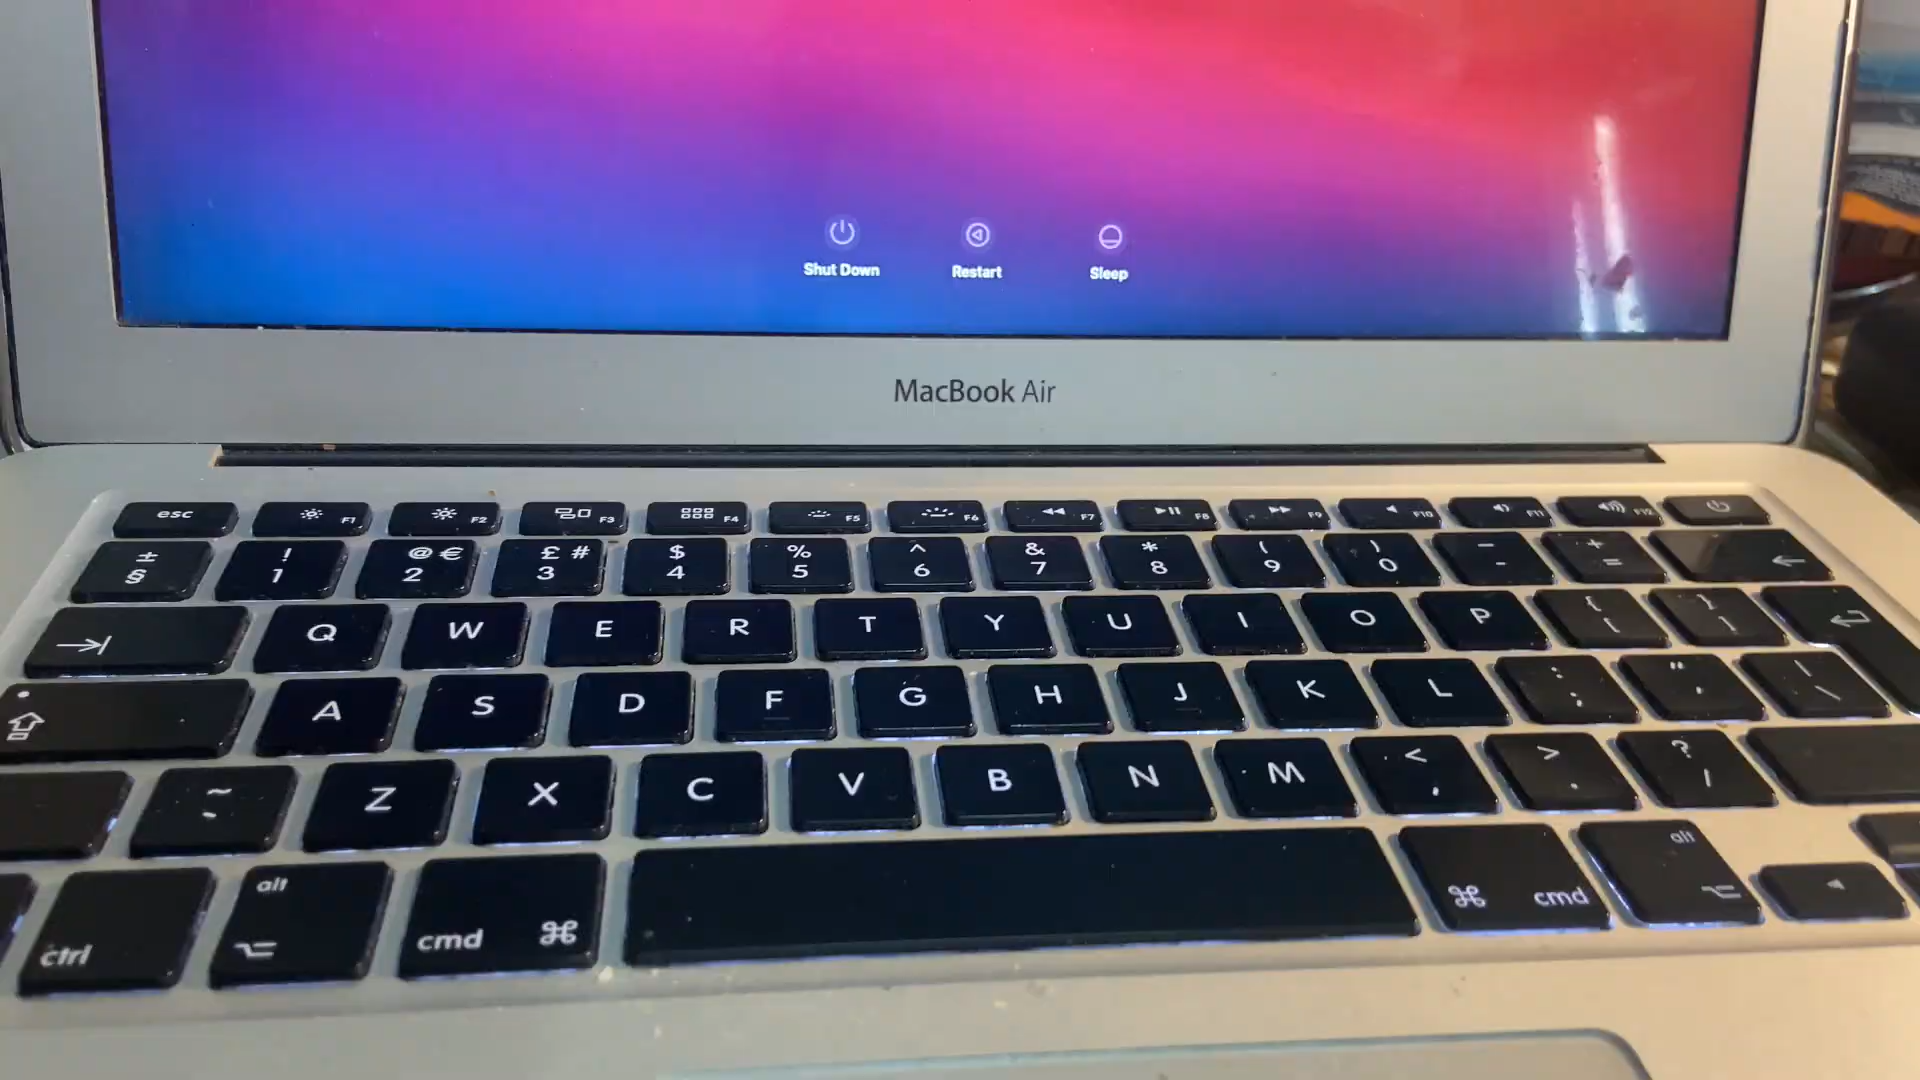 Shut Down Restart Sleep
MacBook Air
esc F1 F2 F3 F4 F5 F6 F7 F8 F9 F10 F11 F12
± ! @ € £ # $ % ^ & * ( ) _ +
§ 1 2 3 4 5 6 7 8 9 0 - =
Q W E R T Y U I O P { }
[ ]
A S D F G H J K L : " |
; ' \
~ Z X C V B N M < > ?
` , . /
alt alt
ctrl cmd ⌘ ⌘ cmd